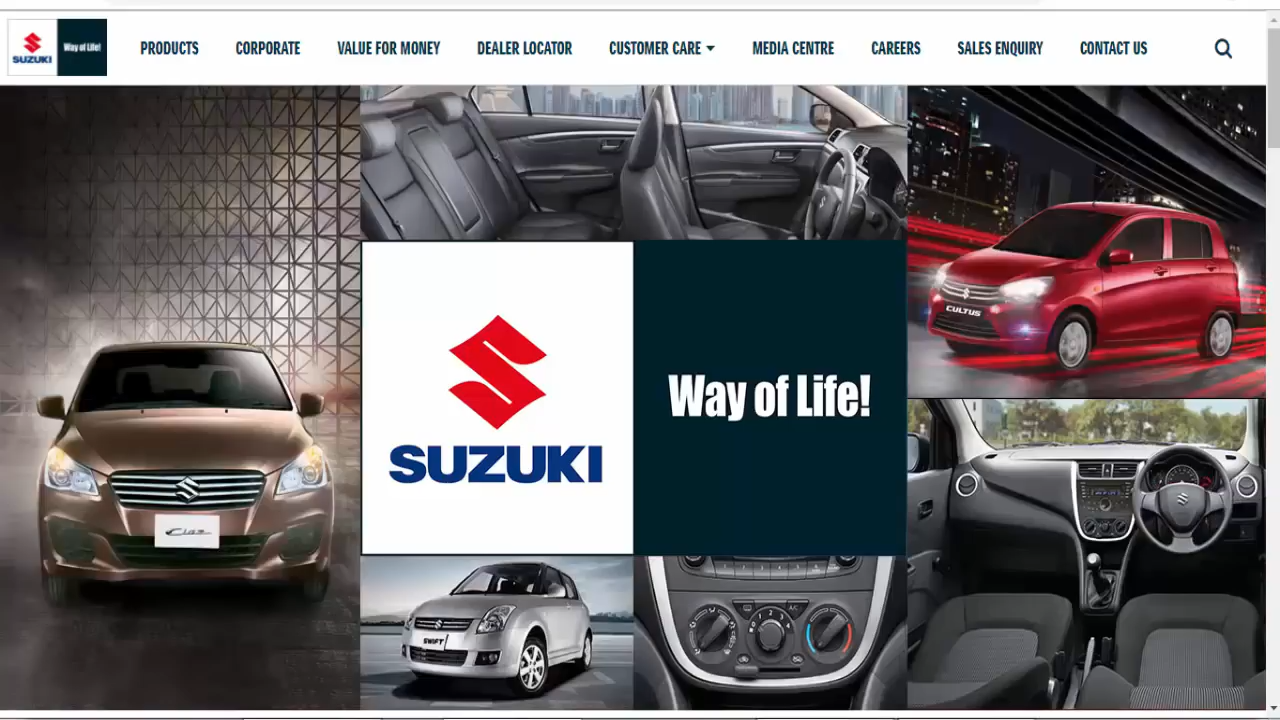 SUZUKI
Way of Life!
PRODUCTS
CORPORATE
VALUE FOR MONEY
DEALER LOCATOR
CUSTOMER CARE
MEDIA CENTRE
CAREERS
SALES ENQUIRY
CONTACT US
CULTUS
SUZUKI
Way of Life!
Ciaz
SWIFT
A/C